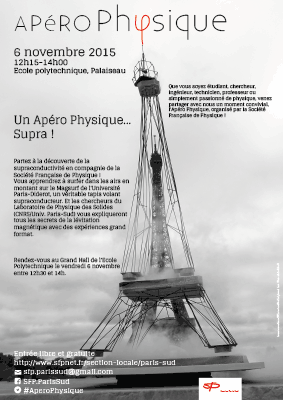 APÉRO Physique
6 novembre 2015
12h15-14h00
Ecole polytechnique, Palaiseau
Que vous soyez étudiant, chercheur,
ingénieur, technicien, professeur ou
simplement passionné de physique, venez
partager avec nous un moment convivial,
l'Apéro Physique, organisé par la Société
Française de Physique !
Un Apéro Physique...
Supra !
Partez à la découverte de la
supraconductivité en compagnie de la
Société Française de Physique !
Vous apprendrez à surfer dans les airs en
montant sur le Magsurf de l'Université
Paris-Diderot, un véritable tapis volant
supraconducteur. Et les chercheurs du
Laboratoire de Physique des Solides
(CNRS/Univ. Paris-Sud) vous expliqueront
tous les secrets de la lévitation
magnétique avec des expériences grand
format.
Rendez-vous au Grand Hall de l'Ecole
Polytechnique le vendredi 6 novembre
entre 12h30 et 14h.
Entrée libre et gratuite
http://www.sfpnet.fr/section-locale/paris-sud
sfp.parissud@gmail.com
SFP.ParisSud
#AperoPhysique